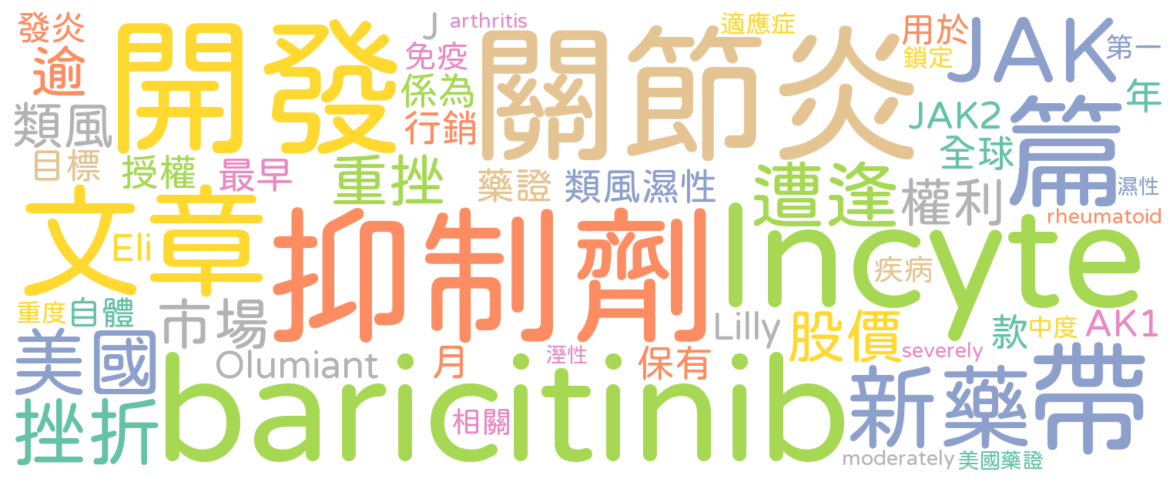 發炎
逾
開發
J
arthritis
免疫
係為
行銷
關節炎
適應症
用於
鎖定
JAK
第一
年
類風
JAK2
全球
篇
目標
授權
最早
重挫
藥證
類風濕性
遭逢
權利
濕性
rheumatoid
文章
Eli
抑制劑
Incyte
疾病
重度
自體
市場
美國
Olumiant
月
溼性
保有
Lilly
股價
款
中度
AK1
severely
挫折
baricitinib
相關
新藥
帶
moderately
美國藥證